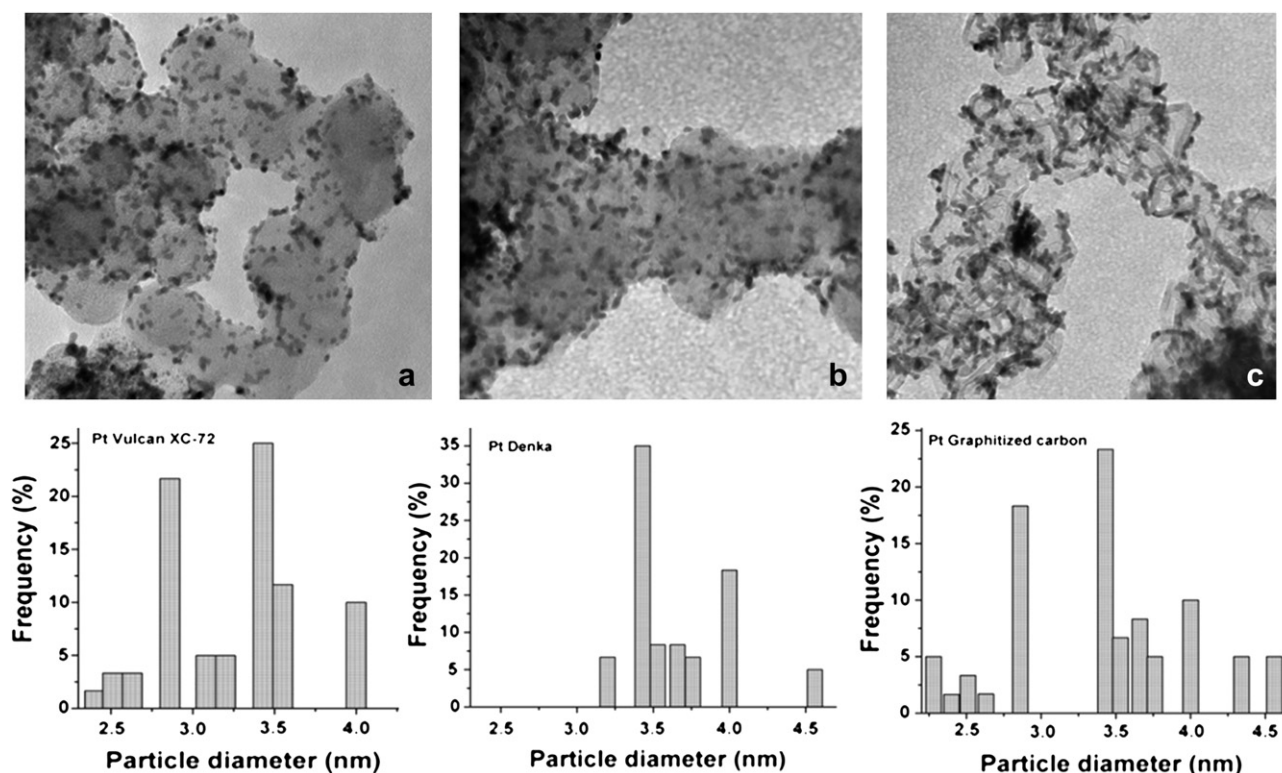 a
b
c
Pt Vulcan XC-72
Frequency (%)
25
20
15
10
5
0
2.5
3.0
3.5
4.0
Particle diameter (nm)
Pt Denka
Frequency (%)
35
30
25
20
15
10
5
0
2.5
3.0
3.5
4.0
4.5
Particle diameter (nm)
Pt Graphitized carbon
Frequency (%)
25
20
15
10
5
0
2.5
3.0
3.5
4.0
4.5
Particle diameter (nm)